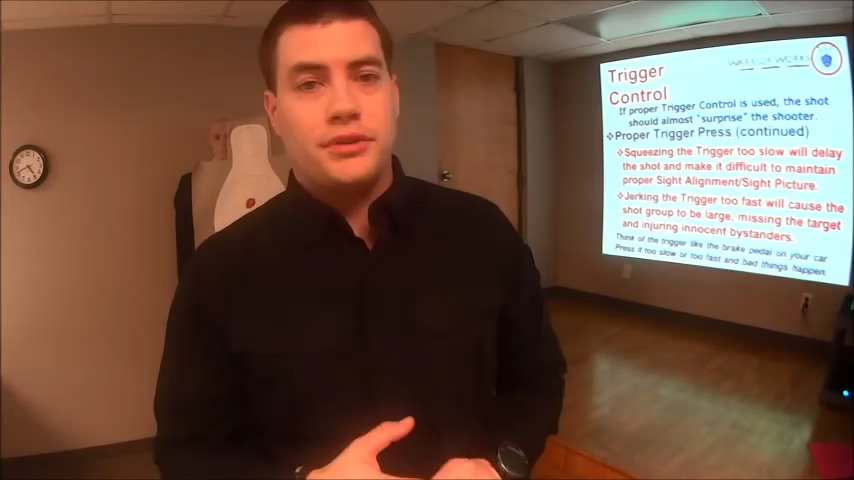 WARRIOR WORKS
Trigger
Control
If proper Trigger Control is used, the shot
should almost "surprise" the shooter.
❖Proper Trigger Press (continued)
❖Squeezing the Trigger too slow will delay
the shot and make it difficult to maintain
proper Sight Alignment/Sight Picture.
❖Jerking the Trigger too fast will cause the
shot group to be large, missing the target
and injuring innocent bystanders.
Think of the trigger like the brake pedal on your car
Press it too slow or too fast and bad things happen.